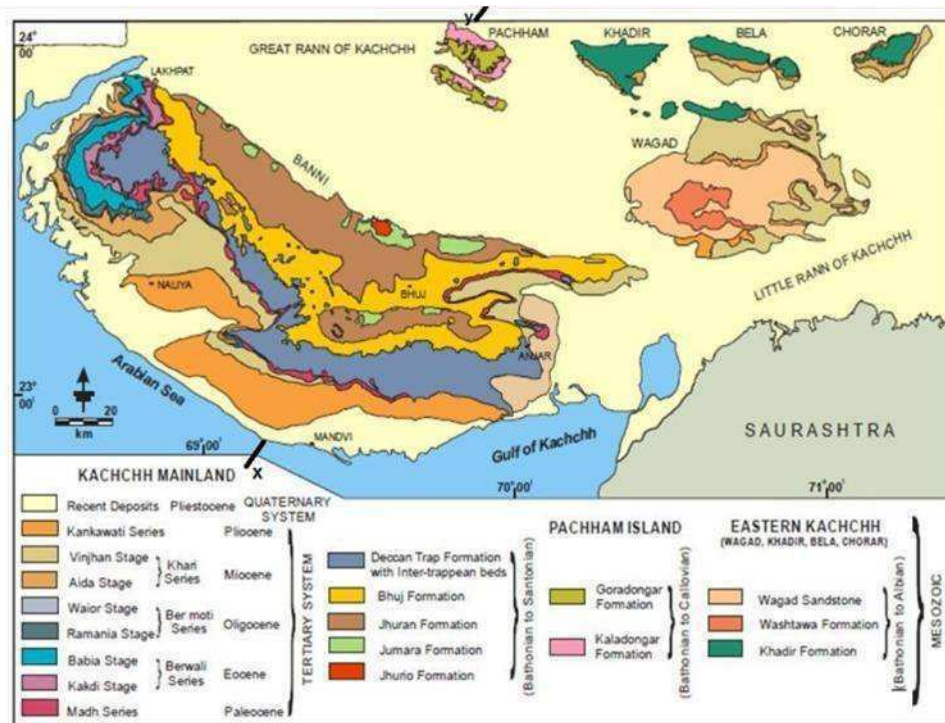 y
24°
00'
GREAT RANN OF KACHCHH
PACHHAM
KHADIR
BELA
CHORAR
LAKHPAT
BANNI
WAGAD
NALIYA
BHUJ
LITTLE RANN OF KACHCHH
ANJAR
23°
00'
0 20
km
Arabian Sea
MANDVI
Gulf of Kachchh
SAURASHTRA
69°00'
x
70°00'
71°00'
KACHCHH MAINLAND
QUATERNARY
SYSTEM
Recent Deposits Pliestocene
Kankawati Series Pliocene
Vinjhan Stage
Aida Stage
Khari
Series
Miocene
Waior Stage
Ramania Stage
Ber moti
Series
Oligocene
Babia Stage
Kakdi Stage
Berwali
Series
Eocene
Madh Series Paleocene
TERTIARY SYSTEM
Deccan Trap Formation
with Inter-trappean beds
Bhuj Formation
Jhuran Formation
Jumara Formation
Jhurio Formation
(Bathonian to Santonian)
PACHHAM ISLAND
Goradongar
Formation
Kaladongar
Formation
(Bathonian to Callovian)
EASTERN KACHCHH
(WAGAD, KHADIR, BELA, CHORAR)
Wagad Sandstone
Washtawa Formation
Khadir Formation
(Bathonian to Albian)
MESOZOIC